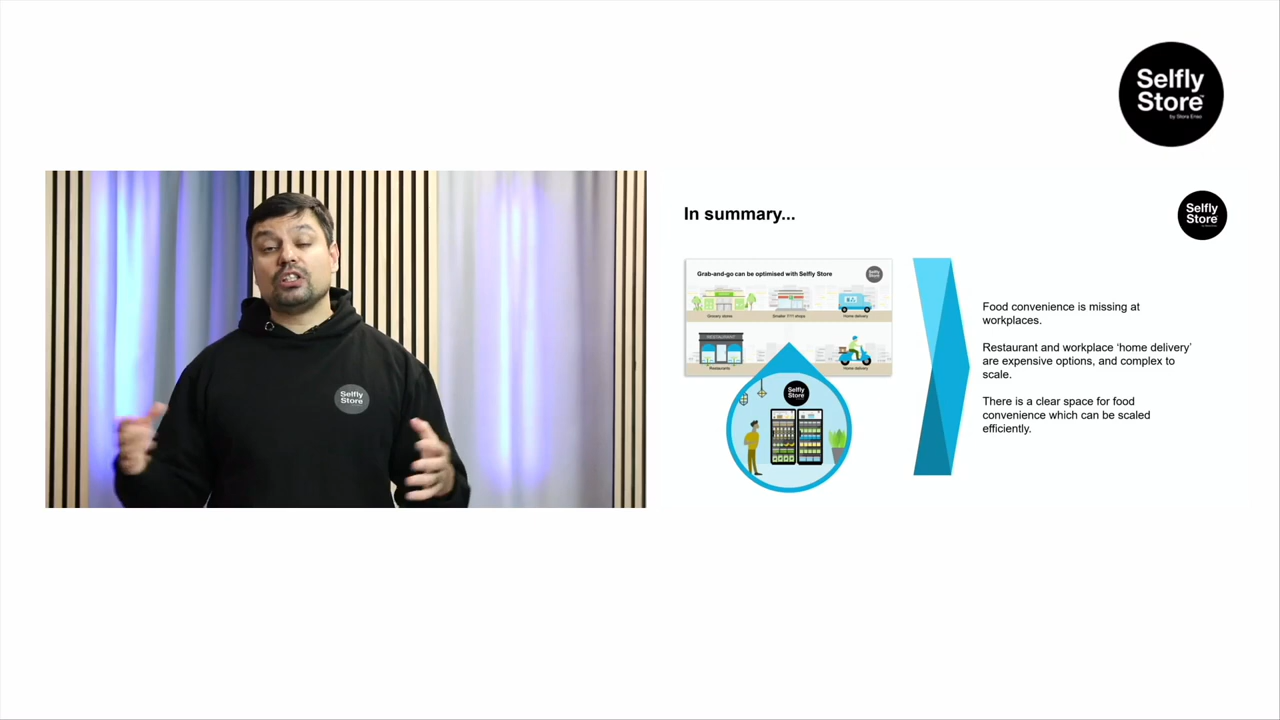 Selfly
Store™
by Stora Enso
In summary...
Selfly
Store
Grab-and-go can be optimised with Selfly Store
Selfly
Store
Grocery stores
Smaller
shops
Home delivery
RESTAURANT
Restaurants
Home delivery
Selfly
Store
Food convenience is missing at
workplaces.
Restaurant and workplace ‘home delivery’
are expensive options, and complex to
scale.
There is a clear space for food
convenience which can be scaled
efficiently.
Selfly
Store